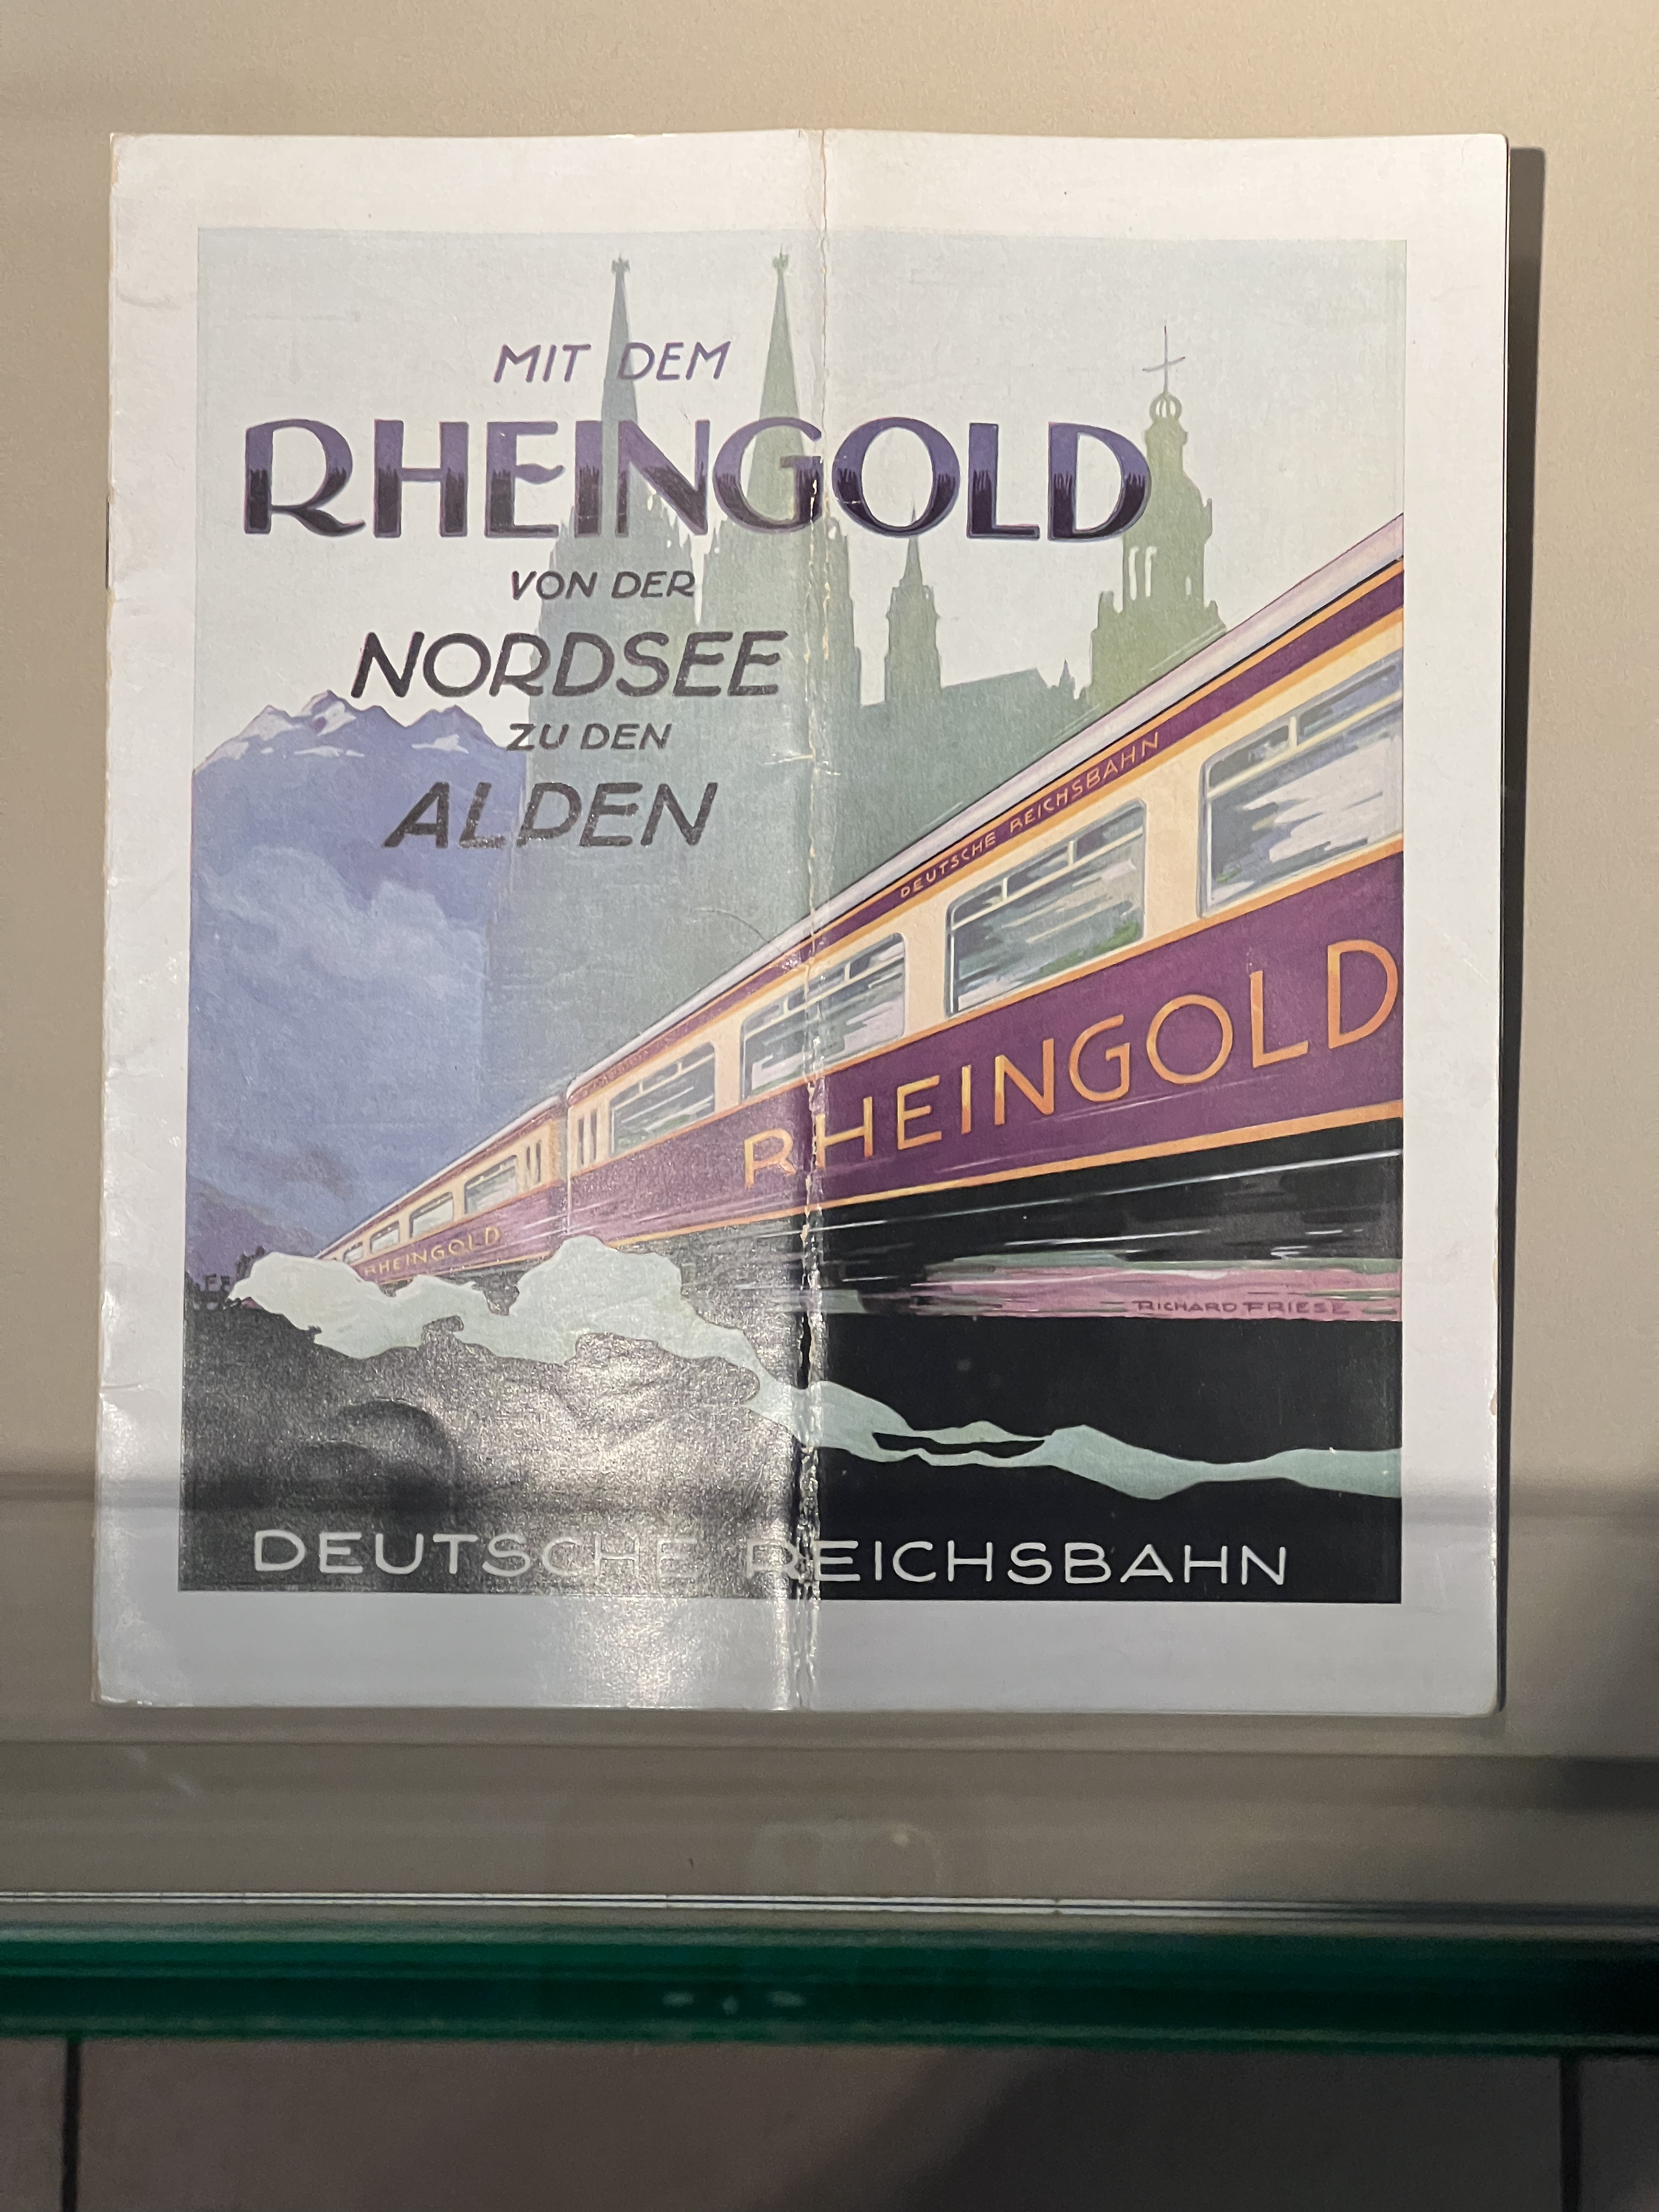 MIT DEM
RHEINGOLD
VON DER
NORDSEE
ZU DEN
ALPEN
DEUTSCHE REICHSBAHN
RHEINGOLD
RHEINGOLD
RICHARD FRIESE
DEUTSCHE REICHSBAHN